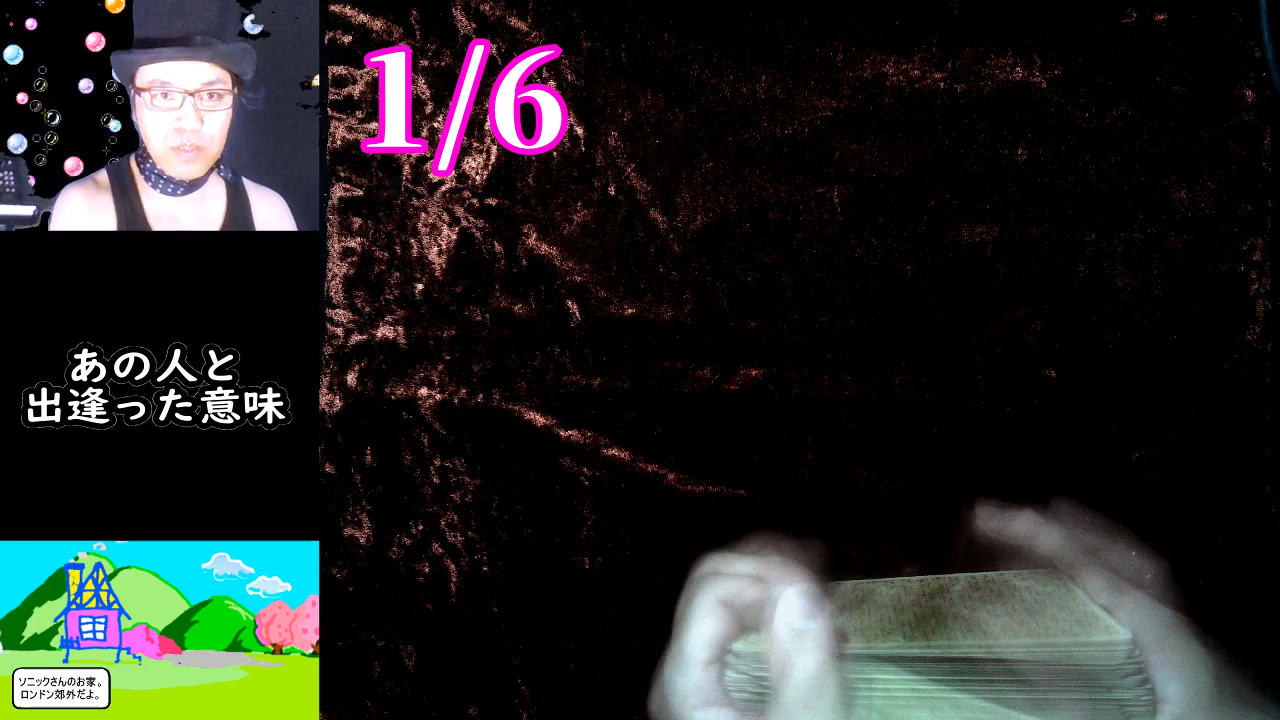 1/6
あの人と
出逢った意味
ソニックさんのお家。
ロンドン郊外だよ。